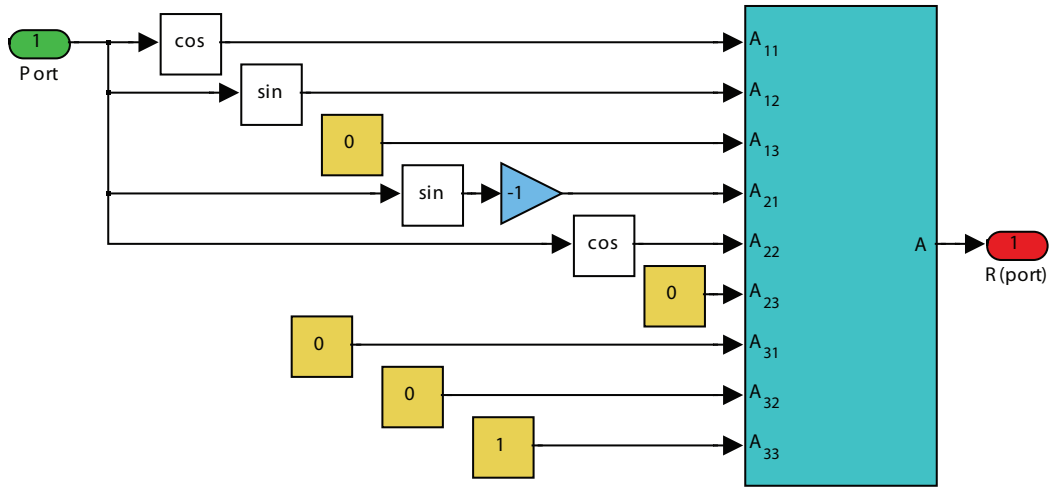 1
Port
cos
A11
sin
A12
0
A13
sin
-1
A21
cos
A22
0
A23
0
A31
0
A32
1
A33
A
1
R(port)